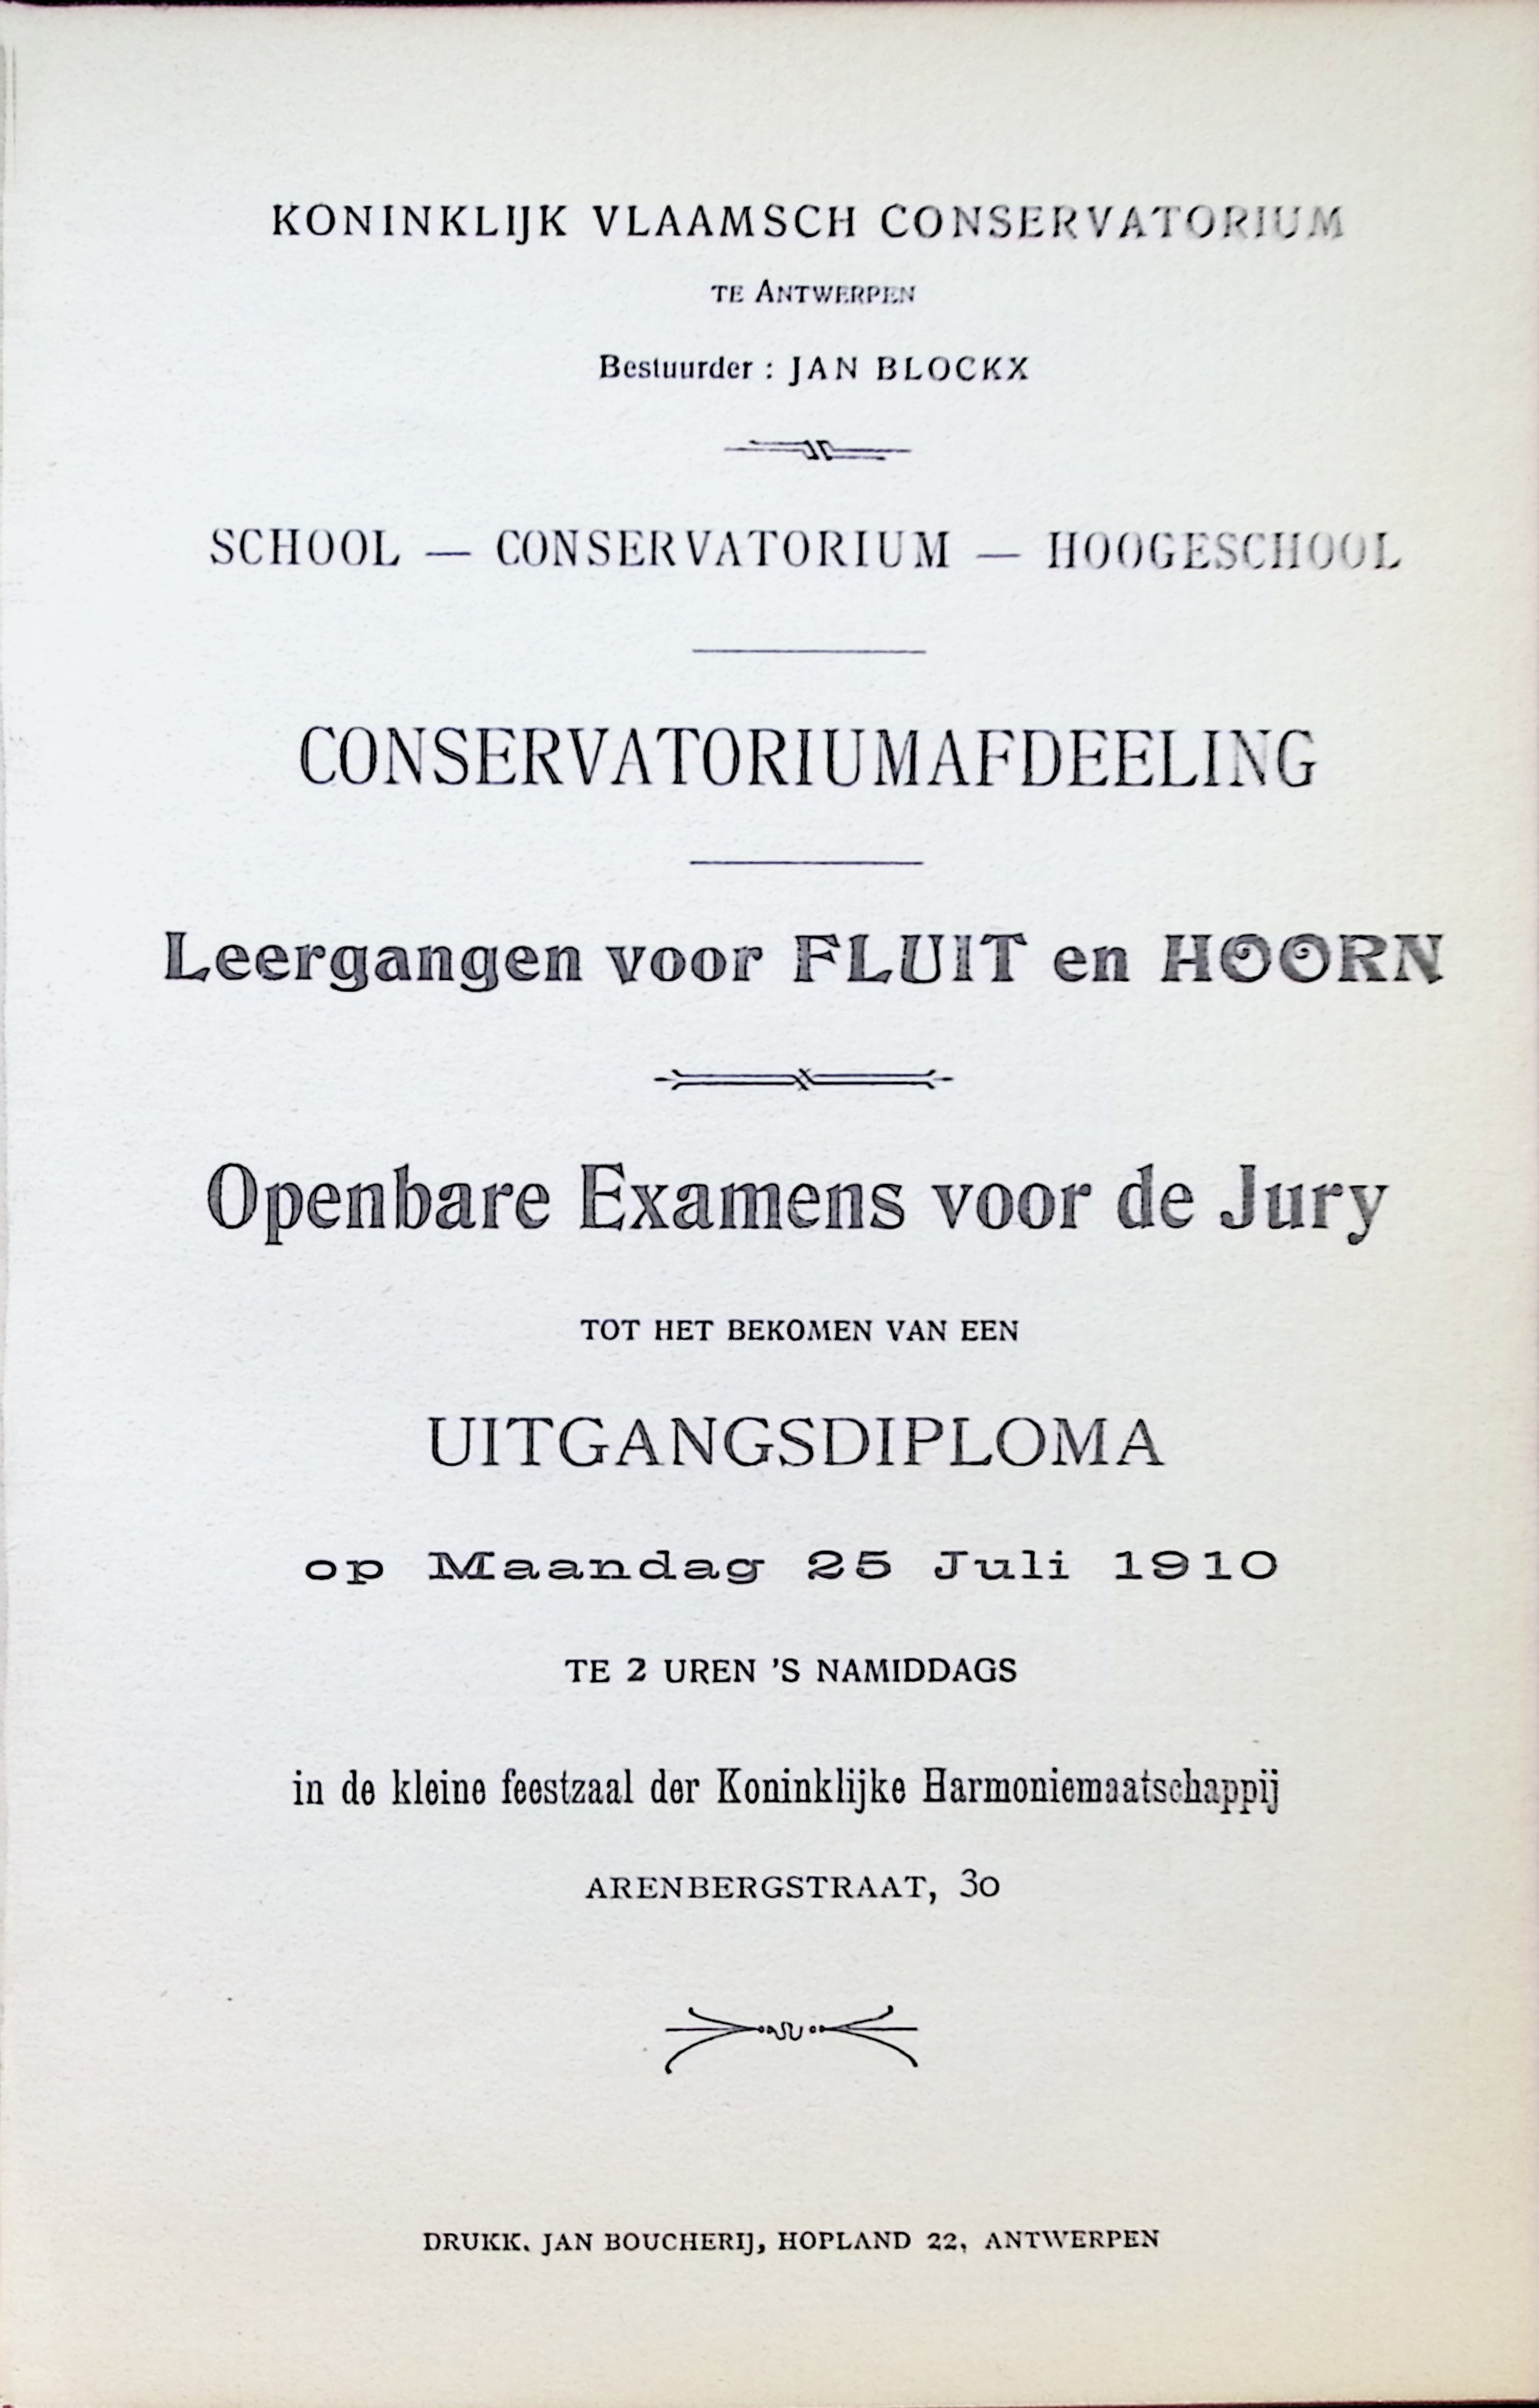 KONINKLIJK VLAAMSCH CONSERVATORIUM
TE ANTWERPEN
Bestuurder : JAN BLOCKX
SCHOOL — CONSERVATORIUM — HOOGESCHOOL
CONSERVATORIUMAFDEELING
Leergangen voor FLUIT en HOORN
Openbare Examens voor de Jury
TOT HET BEKOMEN VAN EEN
UITGANGSDIPLOMA
op Maandag 25 Juli 1910
TE 2 UREN 'S NAMIDDAGS
in de kleine feestzaal der Koninklijke Harmoniemaatschappij
ARENBERGSTRAAT, 30
DRUKK. JAN BOUCHERIJ, HOPLAND 22, ANTWERPEN